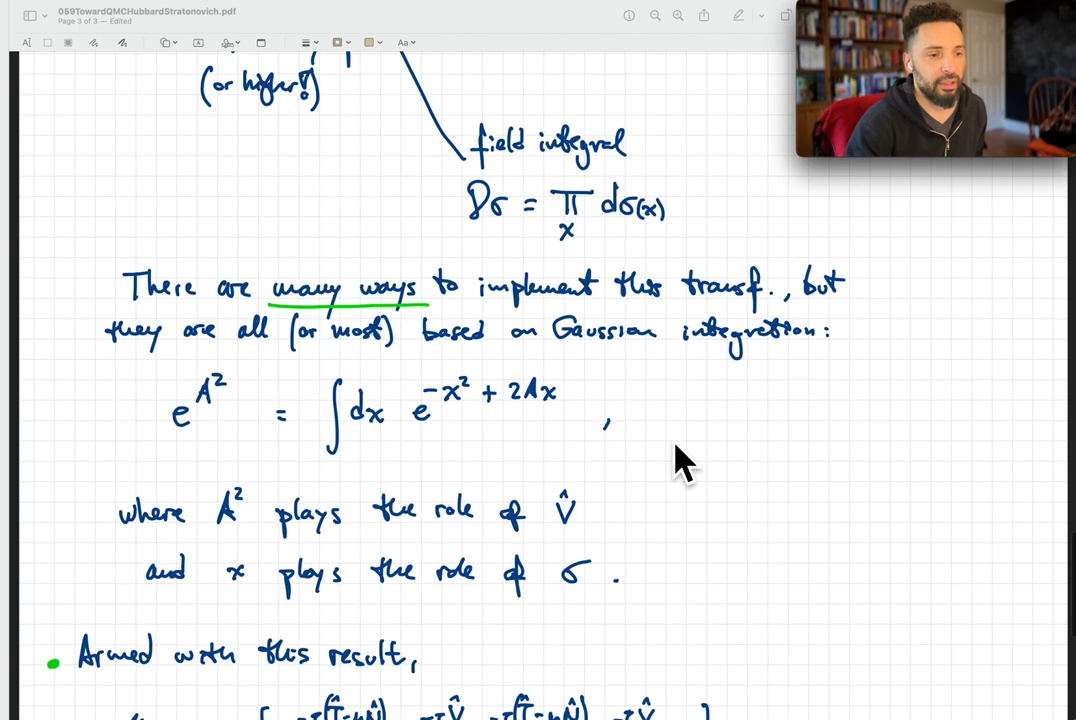 059TowardQMCHubbardStratonovich.pdf
Page 3 of 3 — Edited
(or higher!)
field integral
𝒟σ = ∏ dσ(x)
x
There are many ways to implement this transf., but
they are all (or most) based on Gaussian integration:
e^{A²} = ∫dx e^{-x² + 2Ax} ,
where A² plays the role of V̂
and x plays the role of σ .
• Armed with this result,